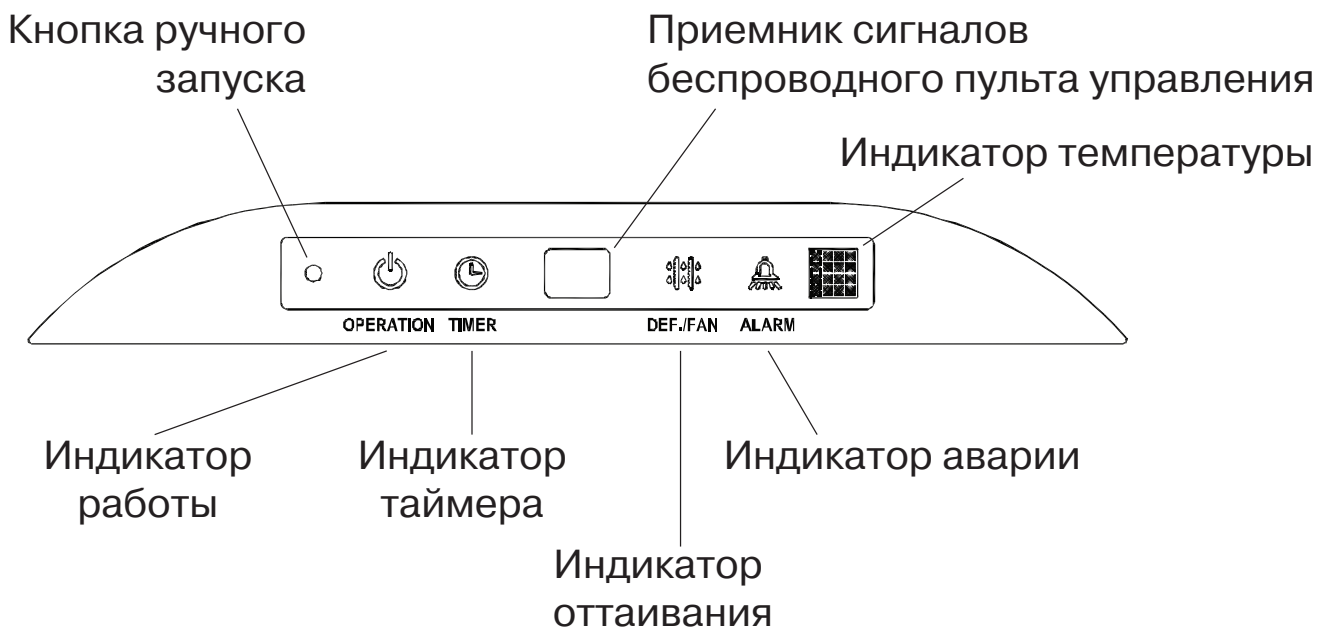 Кнопка ручного
запуска
Приемник сигналов
беспроводного пульта управления
Индикатор температуры
OPERATION TIMER DEF./FAN ALARM
Индикатор
работы
Индикатор
таймера
Индикатор аварии
Индикатор
оттаивания